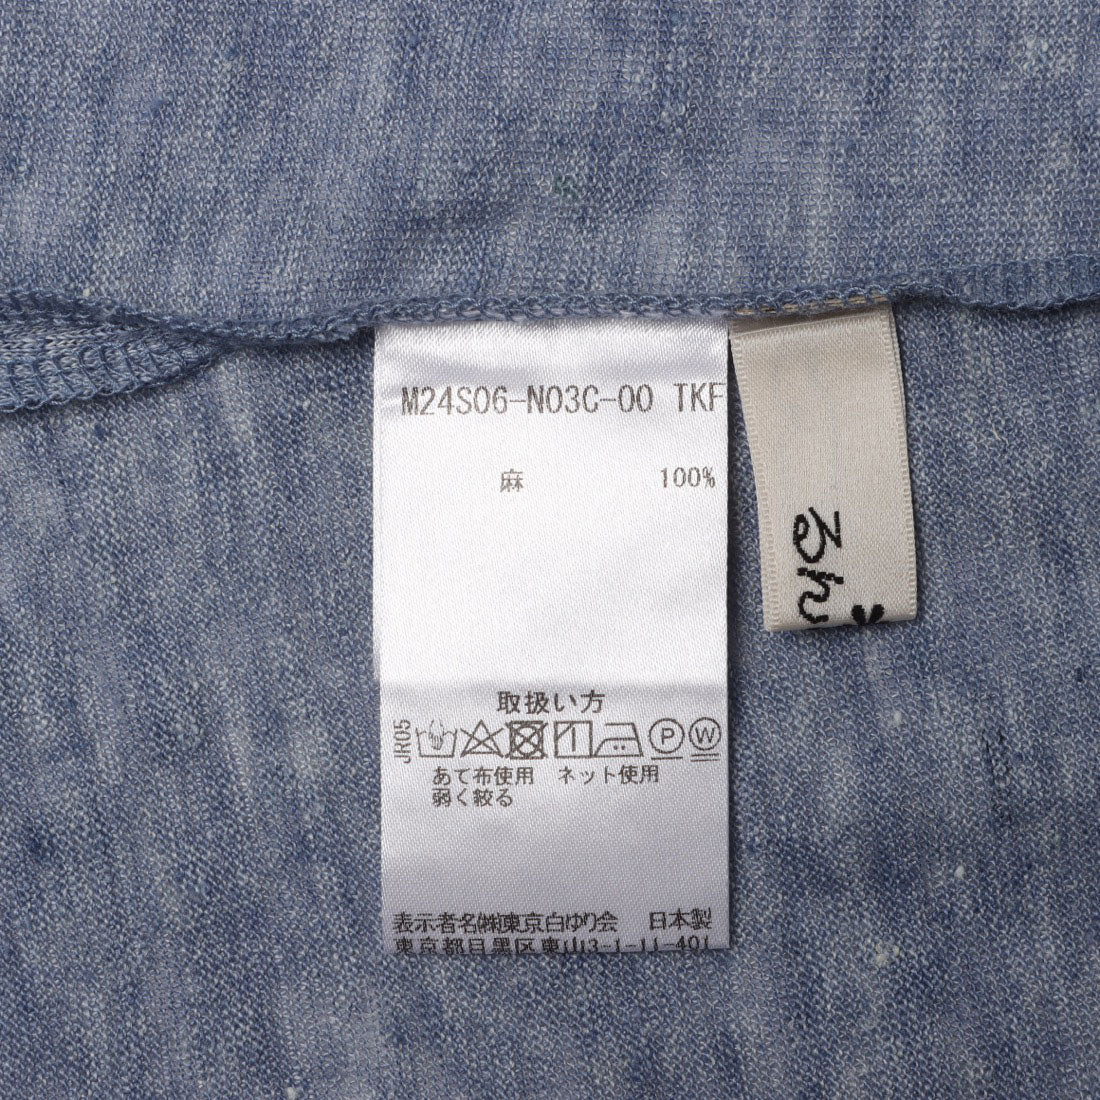 M24S06-N03C-00 TKF
麻 100%
取扱い方
JR05
P W
あて布使用 ネット使用
弱く絞る
表示者名㈱東京白ゆり会 日本製
東京都目黒区東山3-1-11-401